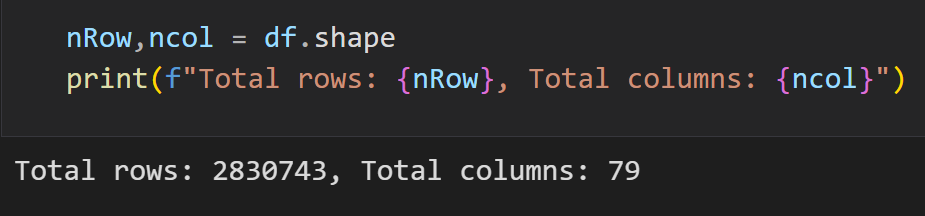 nRow,ncol = df.shape
print(f"Total rows: {nRow}, Total columns: {ncol}")
Total rows: 2830743, Total columns: 79